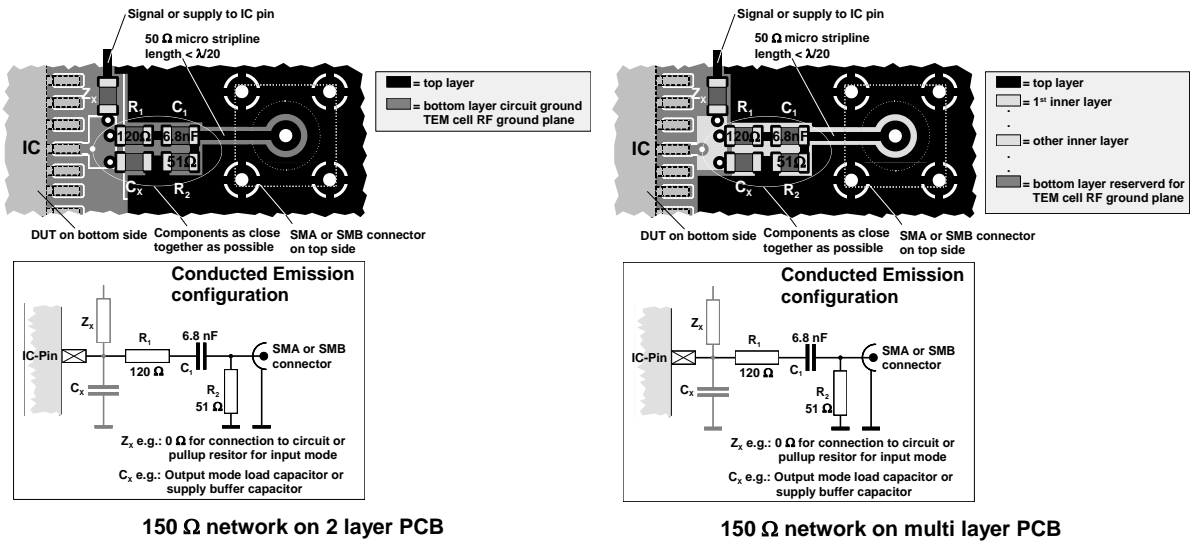 Signal or supply to IC pin
50 Ω micro stripline
length < λ/20
Zx
R1
C1
120Ω
6.8nF
IC
51Ω
Cx
R2
= top layer
= bottom layer circuit ground
TEM cell RF ground plane
DUT on bottom side
Components as close
together as possible
SMA or SMB connector
on top side
Conducted Emission
configuration
Zx
6.8 nF
R1
IC-Pin
SMA or SMB
connector
120 Ω
C1
Cx
R2
51 Ω
Zx e.g.: 0 Ω for connection to circuit or
pullup resitor for input mode
Cx e.g.: Output mode load capacitor or
supply buffer capacitor
150 Ω network on 2 layer PCB
Signal or supply to IC pin
50 Ω micro stripline
length < λ/20
Zx
R1
C1
120Ω
6.8nF
IC
51Ω
Cx
R2
= top layer
= 1st inner layer
.
.
= other inner layer
.
.
= bottom layer reserverd for
TEM cell RF ground plane
DUT on bottom side
Components as close
together as possible
SMA or SMB connector
on top side
Conducted Emission
configuration
Zx
6.8 nF
R1
IC-Pin
SMA or SMB
connector
120 Ω
C1
Cx
R2
51 Ω
Zx e.g.: 0 Ω for connection to circuit or
pullup resitor for input mode
Cx e.g.: Output mode load capacitor or
supply buffer capacitor
150 Ω network on multi layer PCB